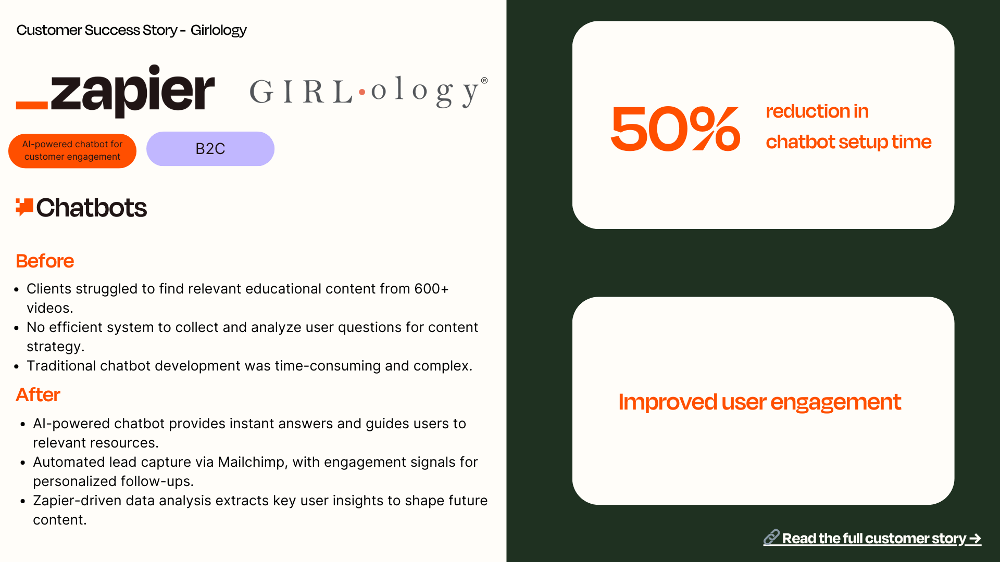 Customer Success Story - Girlology
zapier
GIRL•ology®
AI-powered chatbot for
customer engagement
B2C
Chatbots
Before
• Clients struggled to find relevant educational content from 600+
videos.
• No efficient system to collect and analyze user questions for content
strategy.
• Traditional chatbot development was time-consuming and complex.
After
• AI-powered chatbot provides instant answers and guides users to
relevant resources.
• Automated lead capture via Mailchimp, with engagement signals for
personalized follow-ups.
• Zapier-driven data analysis extracts key user insights to shape future
content.
50%
reduction in
chatbot setup time
Improved user engagement
🔗 Read the full customer story →